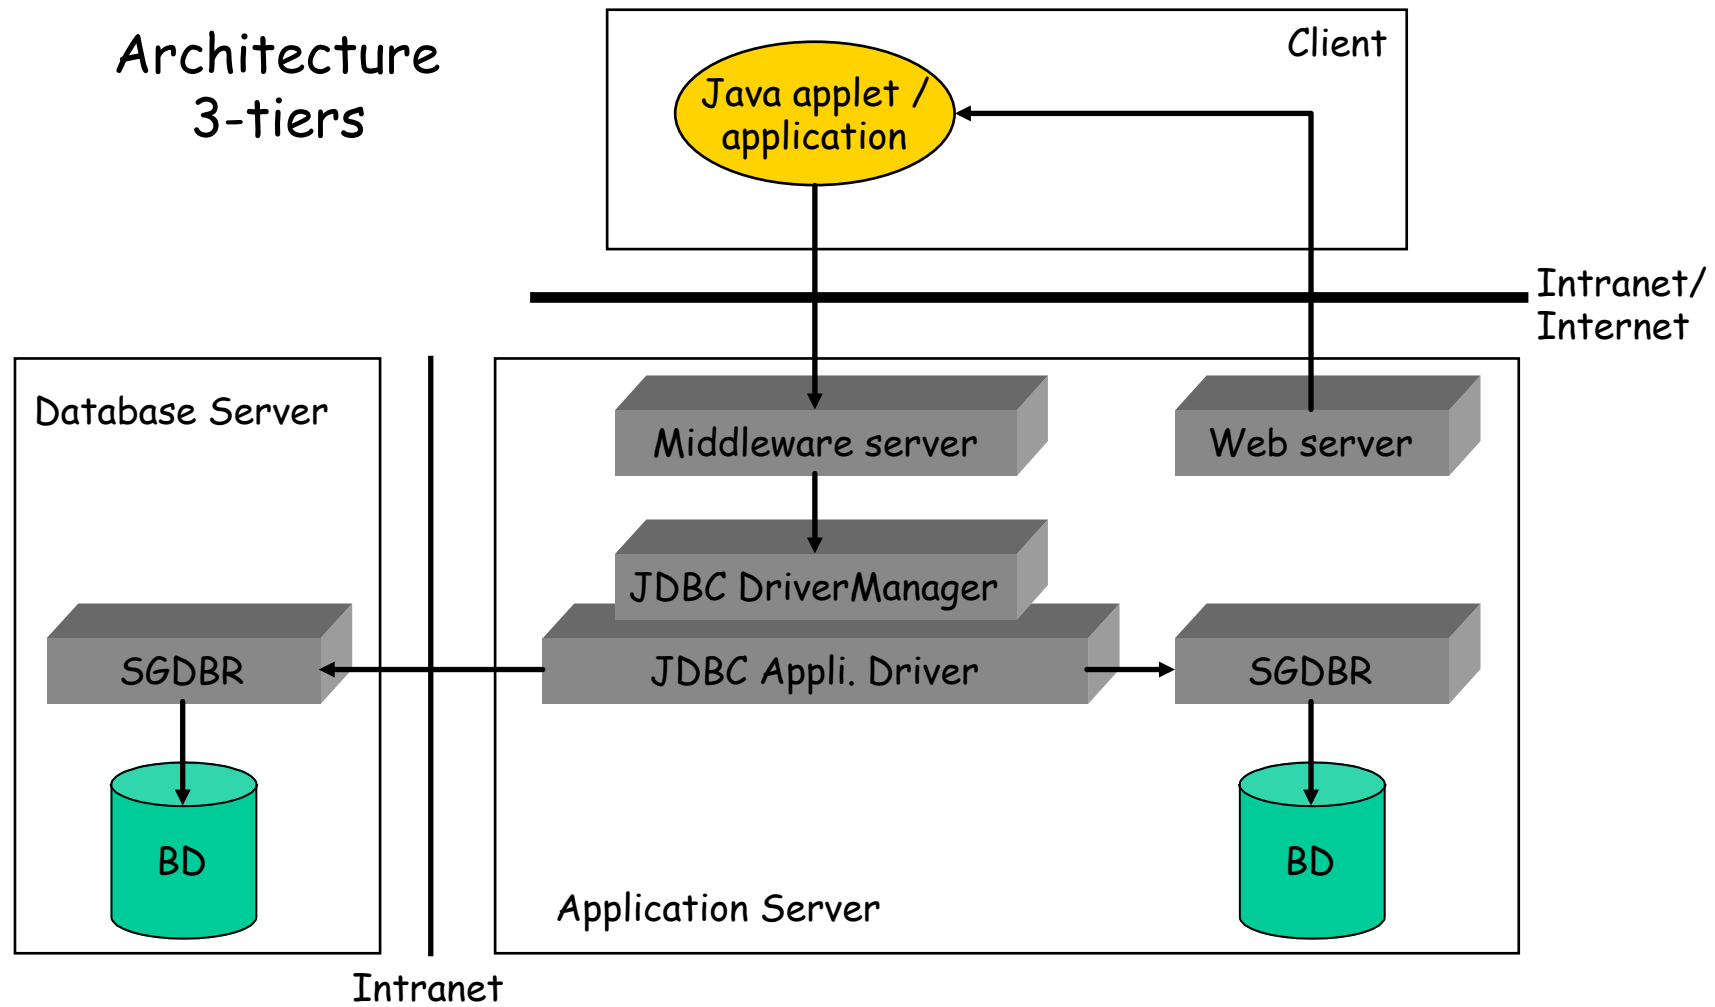 Architecture
3-tiers
Client
Java applet /
application
Intranet/
Internet
Database Server
Middleware server
Web server
JDBC DriverManager
SGDBR
JDBC Appli. Driver
SGDBR
BD
BD
Application Server
Intranet